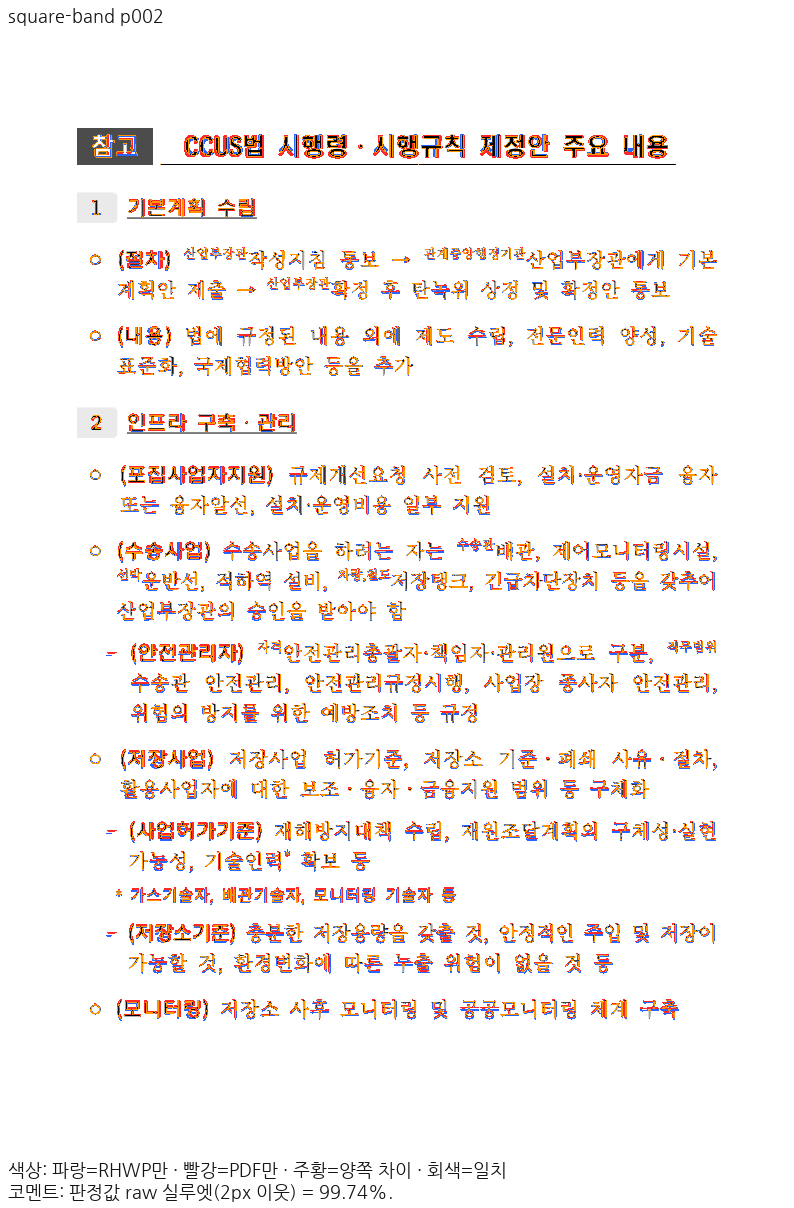 square-band p002
참고 CCUS법 시행령·시행규칙 제정안 주요 내용
1 기본계획 수립
○ (절차) 산업부장관작성지침 통보 → 관계중앙행정기관산업부장관에게 기본
계획안 제출 → 산업부장관확정 후 탄녹위 상정 및 확정안 통보
○ (내용) 법에 규정된 내용 외에 제도 수립, 전문인력 양성, 기술
표준화, 국제협력방안 등을 추가
2 인프라 구축·관리
○ (포집사업자지원) 규제개선요청 사전 검토, 설치·운영자금 융자
또는 융자알선, 설치·운영비용 일부 지원
○ (수송사업) 수송사업을 하려는 자는 수송관배관, 제어모니터링시설,
선박운반선, 적하역 설비, 차량,철도저장탱크, 긴급차단장치 등을 갖추어
산업부장관의 승인을 받아야 함
- (안전관리자) 자격안전관리총괄자·책임자·관리원으로 구분, 직무범위
수송관 안전관리, 안전관리규정시행, 사업장 종사자 안전관리,
위험의 방지를 위한 예방조치 등 규정
○ (저장사업) 저장사업 허가기준, 저장소 기준·폐쇄 사유·절차,
활용사업자에 대한 보조·융자·금융지원 범위 등 구체화
- (사업허가기준) 재해방지대책 수립, 재원조달계획의 구체성·실현
가능성, 기술인력* 확보 등
* 가스기술자, 배관기술자, 모니터링 기술자 등
- (저장소기준) 충분한 저장용량을 갖출 것, 안정적인 주입 및 저장이
가능할 것, 환경변화에 따른 누출 위험이 없을 것 등
○ (모니터링) 저장소 사후 모니터링 및 공공모니터링 체계 구축
색상: 파랑=RHWP만 · 빨강=PDF만 · 주황=양쪽 차이 · 회색=일치
코멘트: 판정값 raw 실루엣(2px 이웃) = 99.74%.